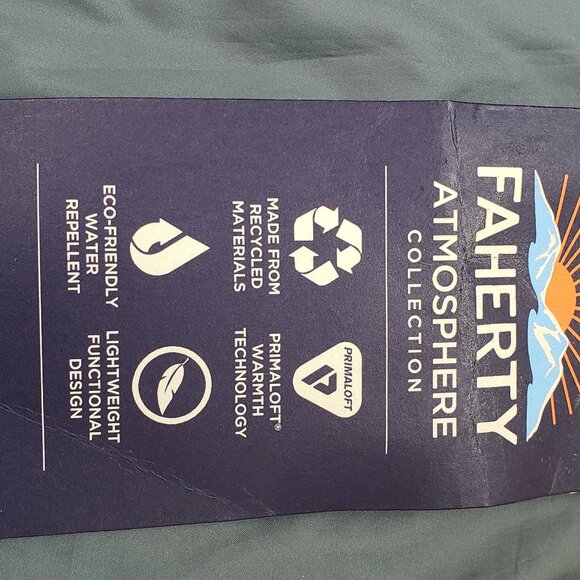 FAHERTY
ATMOSPHERE
COLLECTION
MADE FROM
RECYCLED
MATERIALS
PRIMALOFT
PRIMALOFT®
WARMTH
TECHNOLOGY
ECO-FRIENDLY
WATER
REPELLENT
LIGHTWEIGHT
FUNCTIONAL
DESIGN